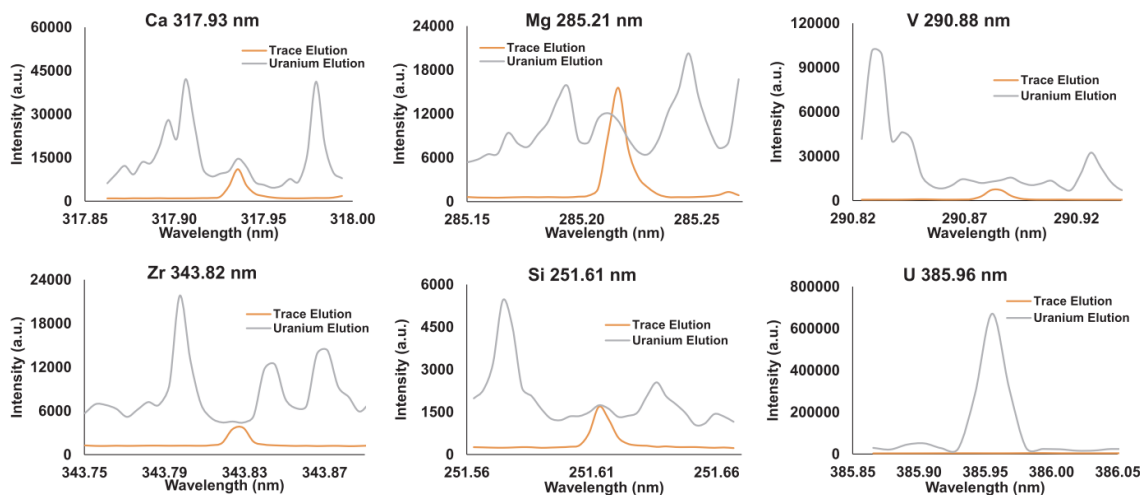 Ca 317.93 nm
Intensity (a.u.)
60000
45000
30000
15000
0
Trace Elution
Uranium Elution
317.85
317.90
317.95
318.00
Wavelength (nm)
Mg 285.21 nm
Intensity (a.u.)
24000
18000
12000
6000
0
Trace Elution
Uranium Elution
285.15
285.20
285.25
Wavelength (nm)
V 290.88 nm
Intensity (a.u.)
120000
90000
60000
30000
0
Trace Elution
Uranium Elution
290.82
290.87
290.92
Wavelength (nm)
Zr 343.82 nm
Intensity (a.u.)
24000
18000
12000
6000
0
Trace Elution
Uranium Elution
343.75
343.79
343.83
343.87
Wavelength (nm)
Si 251.61 nm
Intensity (a.u.)
6000
4500
3000
1500
0
Trace Elution
Uranium Elution
251.56
251.61
251.66
Wavelength (nm)
U 385.96 nm
Intensity (a.u.)
800000
600000
400000
200000
0
Trace Elution
Uranium Elution
385.85
385.90
385.95
386.00
386.05
Wavelength (nm)